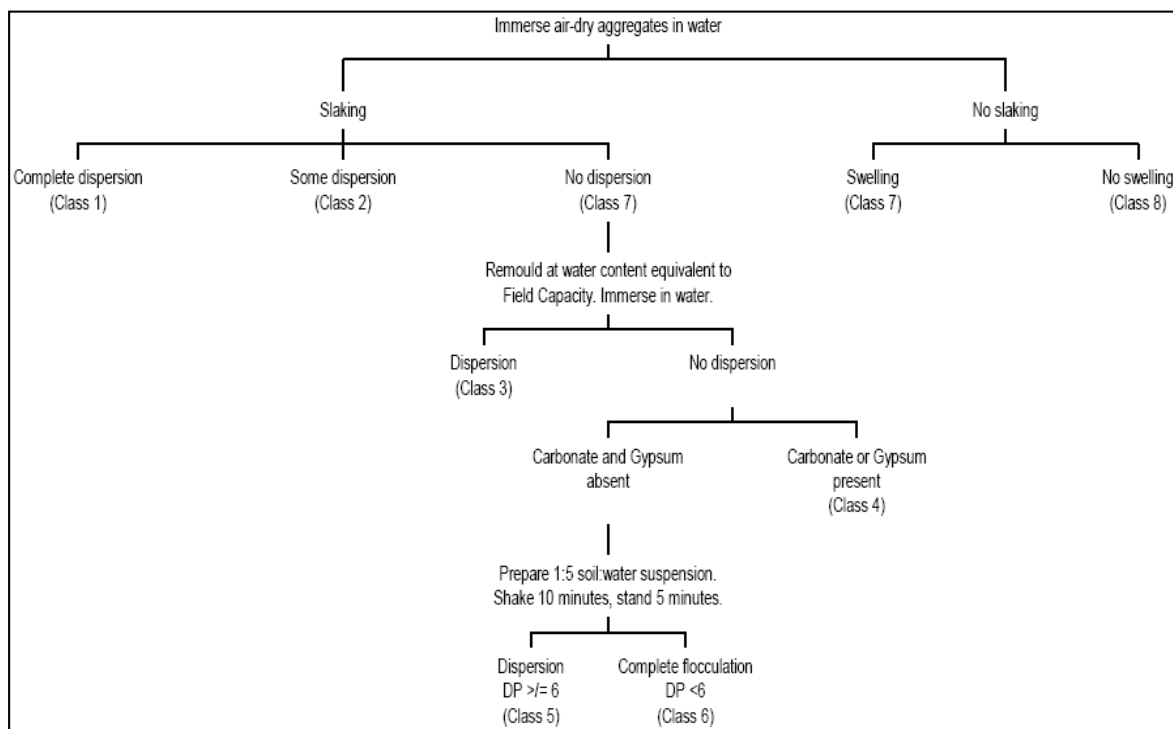 Immerse air-dry aggregates in water
Slaking
No slaking
Complete dispersion
(Class 1)
Some dispersion
(Class 2)
No dispersion
(Class 7)
Swelling
(Class 7)
No swelling
(Class 8)
Remould at water content equivalent to
Field Capacity. Immerse in water.
Dispersion
(Class 3)
No dispersion
Carbonate and Gypsum
absent
Carbonate or Gypsum
present
(Class 4)
Prepare 1:5 soil:water suspension.
Shake 10 minutes, stand 5 minutes.
Dispersion
DP >/= 6
(Class 5)
Complete flocculation
DP <6
(Class 6)